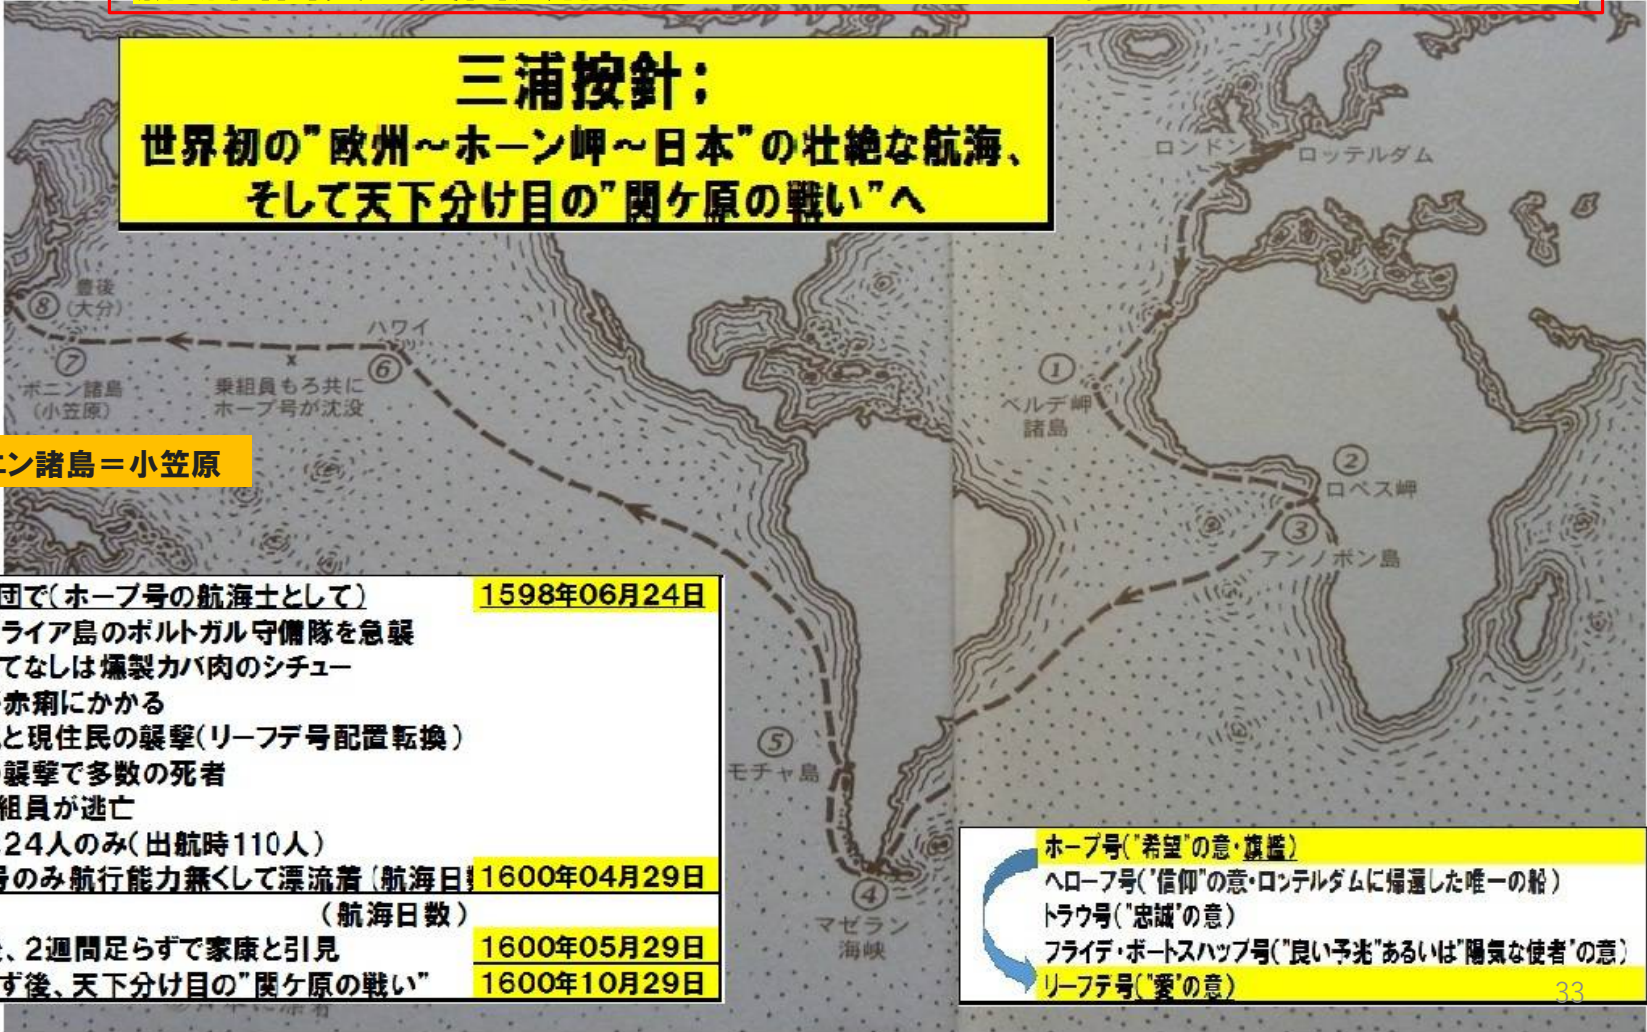 三浦按針；
世界初の”欧州～ホーン岬～日本”の壮絶な航海、
そして天下分け目の”関ケ原の戦い”へ
ロンドン
ロッテルダム
⑧
豊後
(大分)
ハワイ
⑥
⑦
ボニン諸島
(小笠原)
×
乗組員もろ共に
ホープ号が沈没
①
ベルデ岬
諸島
ン諸島＝小笠原
②
ロペス岬
③
アンノボン島
団で(ホープ号の航海士として) 1598年06月24日
ライア島のポルトガル守備隊を急襲
てなしは燻製カバ肉のシチュー
赤痢にかかる
と現住民の襲撃(リーフデ号配置転換)
襲撃で多数の死者
組員が逃亡
24人のみ(出航時110人)
号のみ航行能力無くして漂流着(航海日 1600年04月29日
(航海日数)
、2週間足らずで家康と引見 1600年05月29日
ず後、天下分け目の”関ケ原の戦い” 1600年10月29日
⑤
モチャ島
④
マゼラン
海峡
ホープ号(”希望”の意・旗艦)
ヘローフ号(”信仰”の意・ロンテルダムに帰還した唯一の船)
トラウ号(”忠誠”の意)
フライデ・ボートスハップ号(”良い予兆”あるいは”陽気な使者”の意)
リーフデ号(”愛”の意)
33